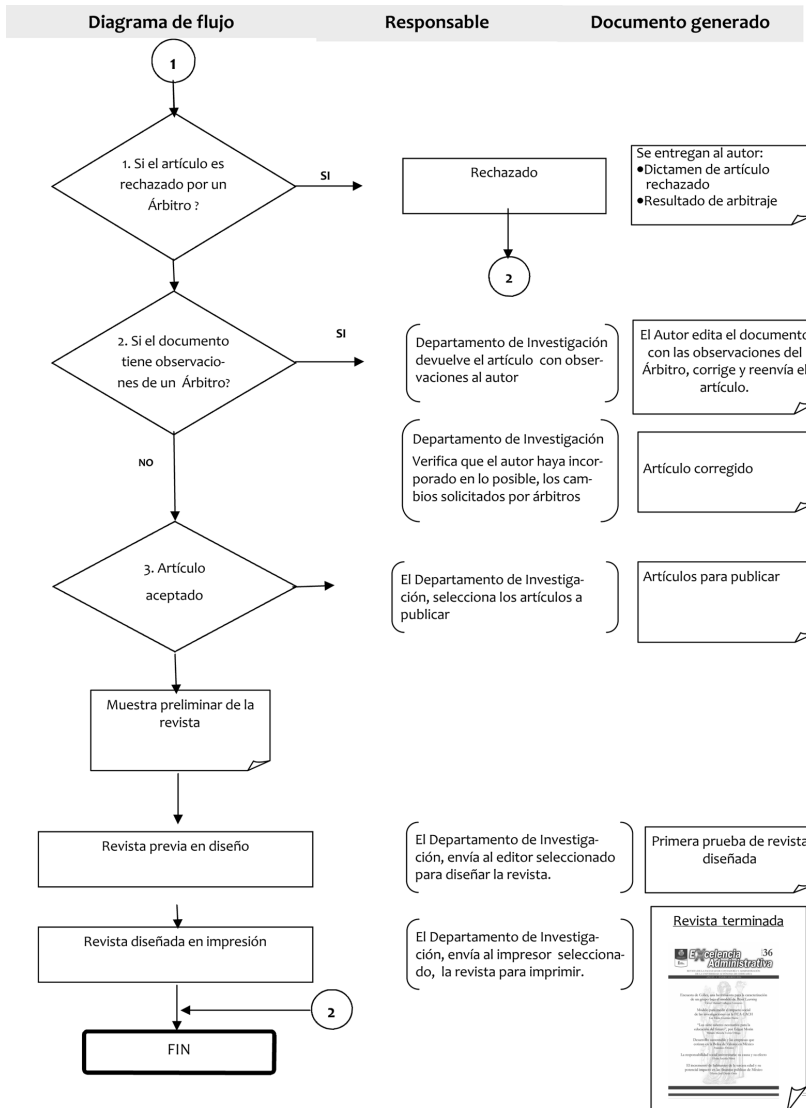 Diagrama de flujo
Responsable
Documento generado
1
1. Si el artículo es
rechazado por un
Árbitro ?
SI
Rechazado
2
Se entregan al autor:
•Dictamen de artículo
rechazado
•Resultado de arbitraje
2. Si el documento
tiene observacio-
nes de un Árbitro?
SI
NO
Departamento de Investigación
devuelve el artículo con obser-
vaciones al autor
El Autor edita el documento
con las observaciones del
Árbitro, corrige y reenvía el
artículo.
Departamento de Investigación
Verifica que el autor haya incor-
porado en lo posible, los cam-
bios solicitados por árbitros
Artículo corregido
3. Artículo
aceptado
El Departamento de Investiga-
ción, selecciona los artículos a
publicar
Artículos para publicar
Muestra preliminar de la
revista
Revista previa en diseño
El Departamento de Investiga-
ción, envía al editor seleccionado
para diseñar la revista.
Primera prueba de revista
diseñada
Revista diseñada en impresión
El Departamento de Investiga-
ción, envía al impresor selecciona-
do, la revista para imprimir.
Revista terminada
Excelencia
Administrativa
36
2
FIN